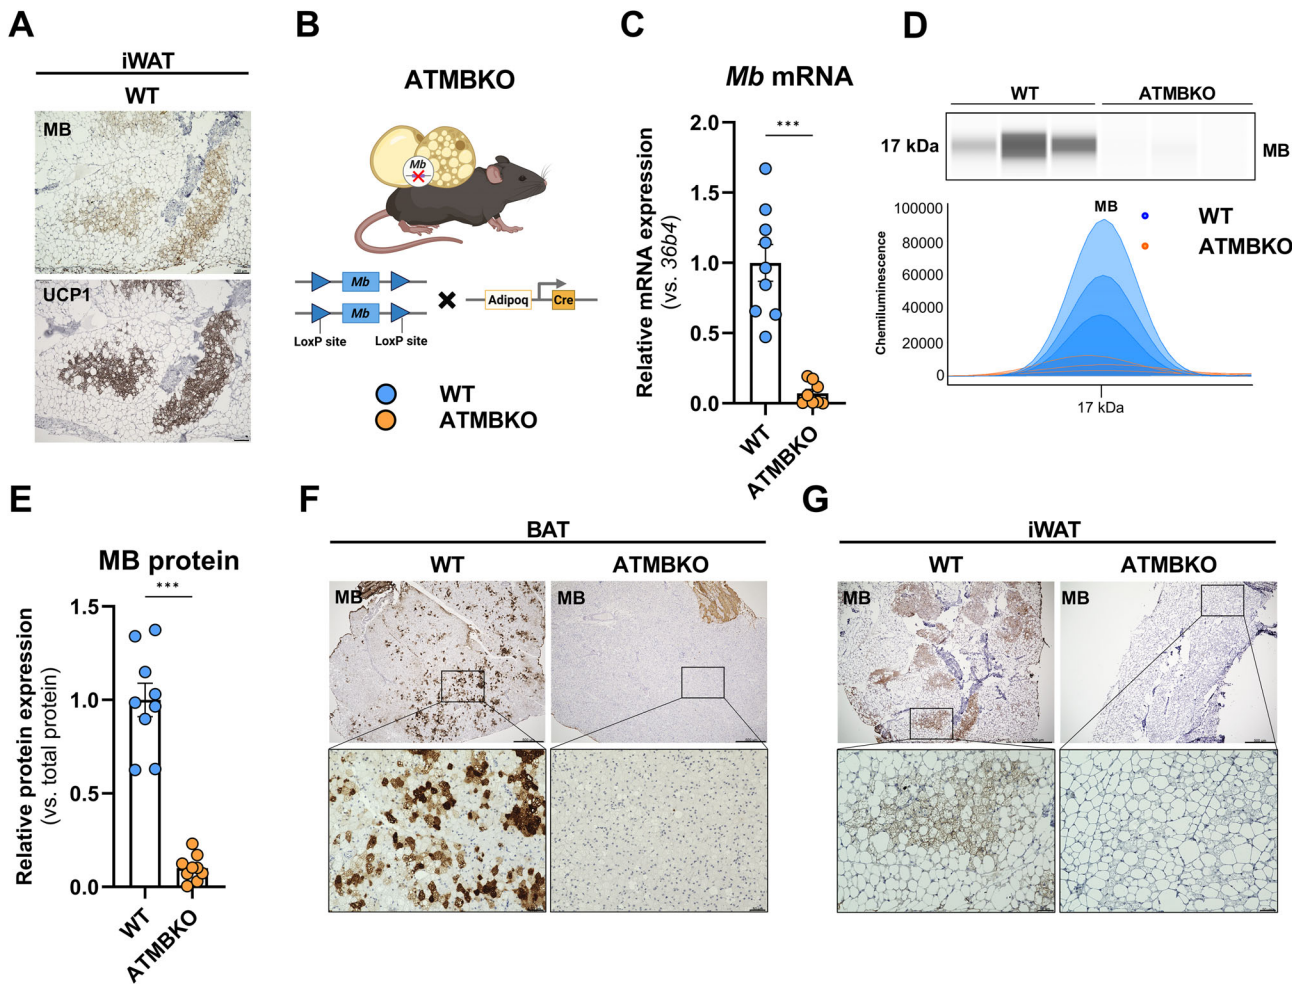 A
iWAT
WT
MB
UCP1
B
ATMBKO
Mb
Mb
Mb
LoxP site
LoxP site
Adipoq
Cre
WT
ATMBKO
C
Mb mRNA
***
Relative mRNA expression
(vs. 36b4)
2.0
1.5
1.0
0.5
0.0
WT
ATMBKO
D
WT
ATMBKO
17 kDa
MB
MB
WT
ATMBKO
Chemiluminescence
100000
80000
60000
40000
20000
0
17 kDa
E
MB protein
***
Relative protein expression
(vs. total protein)
1.5
1.0
0.5
0.0
WT
ATMBKO
F
BAT
WT
ATMBKO
MB
MB
G
iWAT
WT
ATMBKO
MB
MB